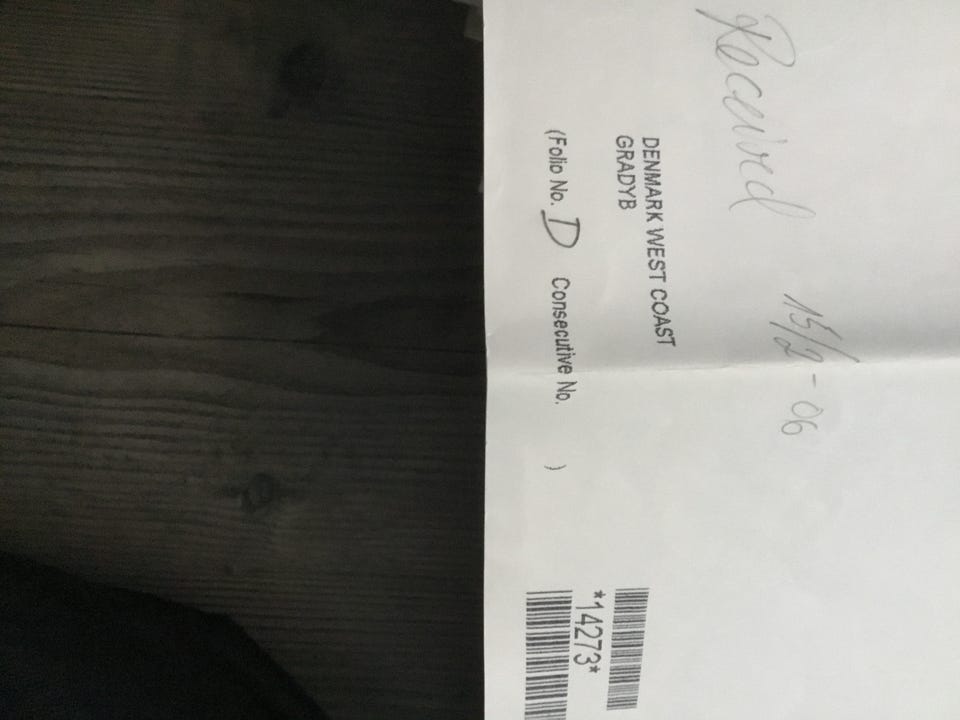 Received 15/2-06
DENMARK WEST COAST
GRADYB
(Folio No. D Consecutive No. )
*14273*